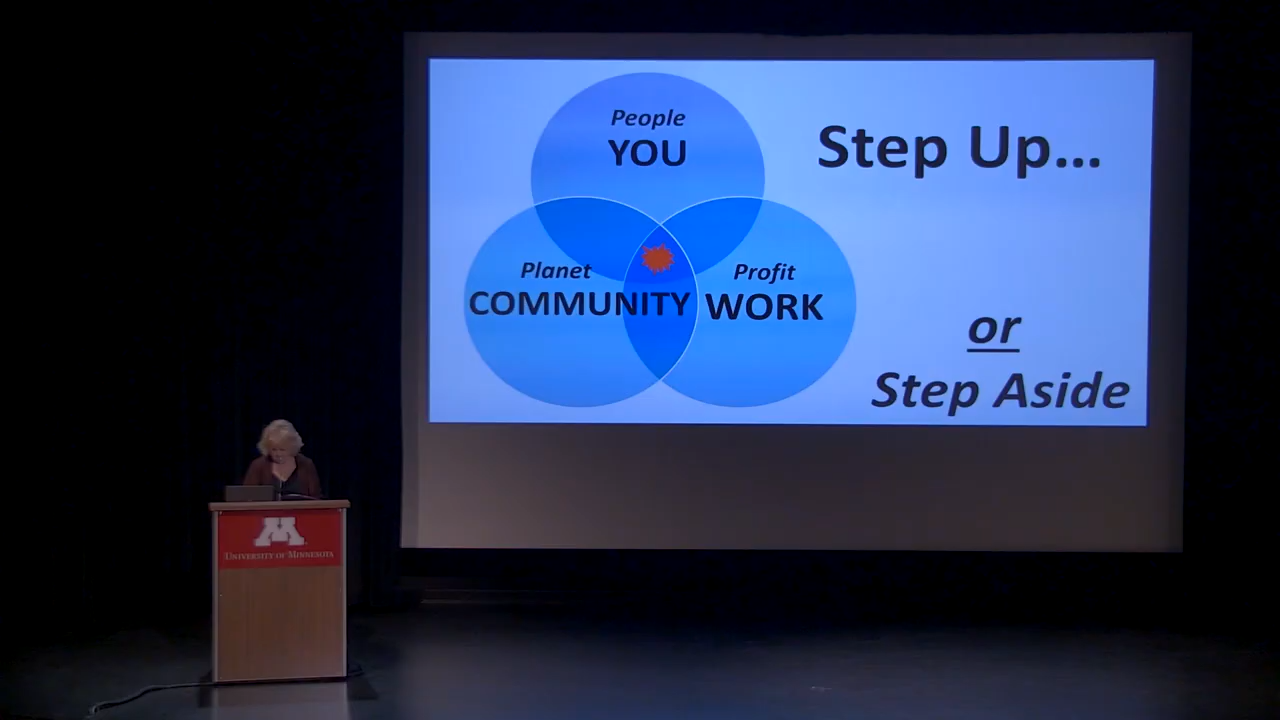 People
YOU
Step Up...
Planet
COMMUNITY
Profit
WORK
or
Step Aside
M
UNIVERSITY OF MINNESOTA